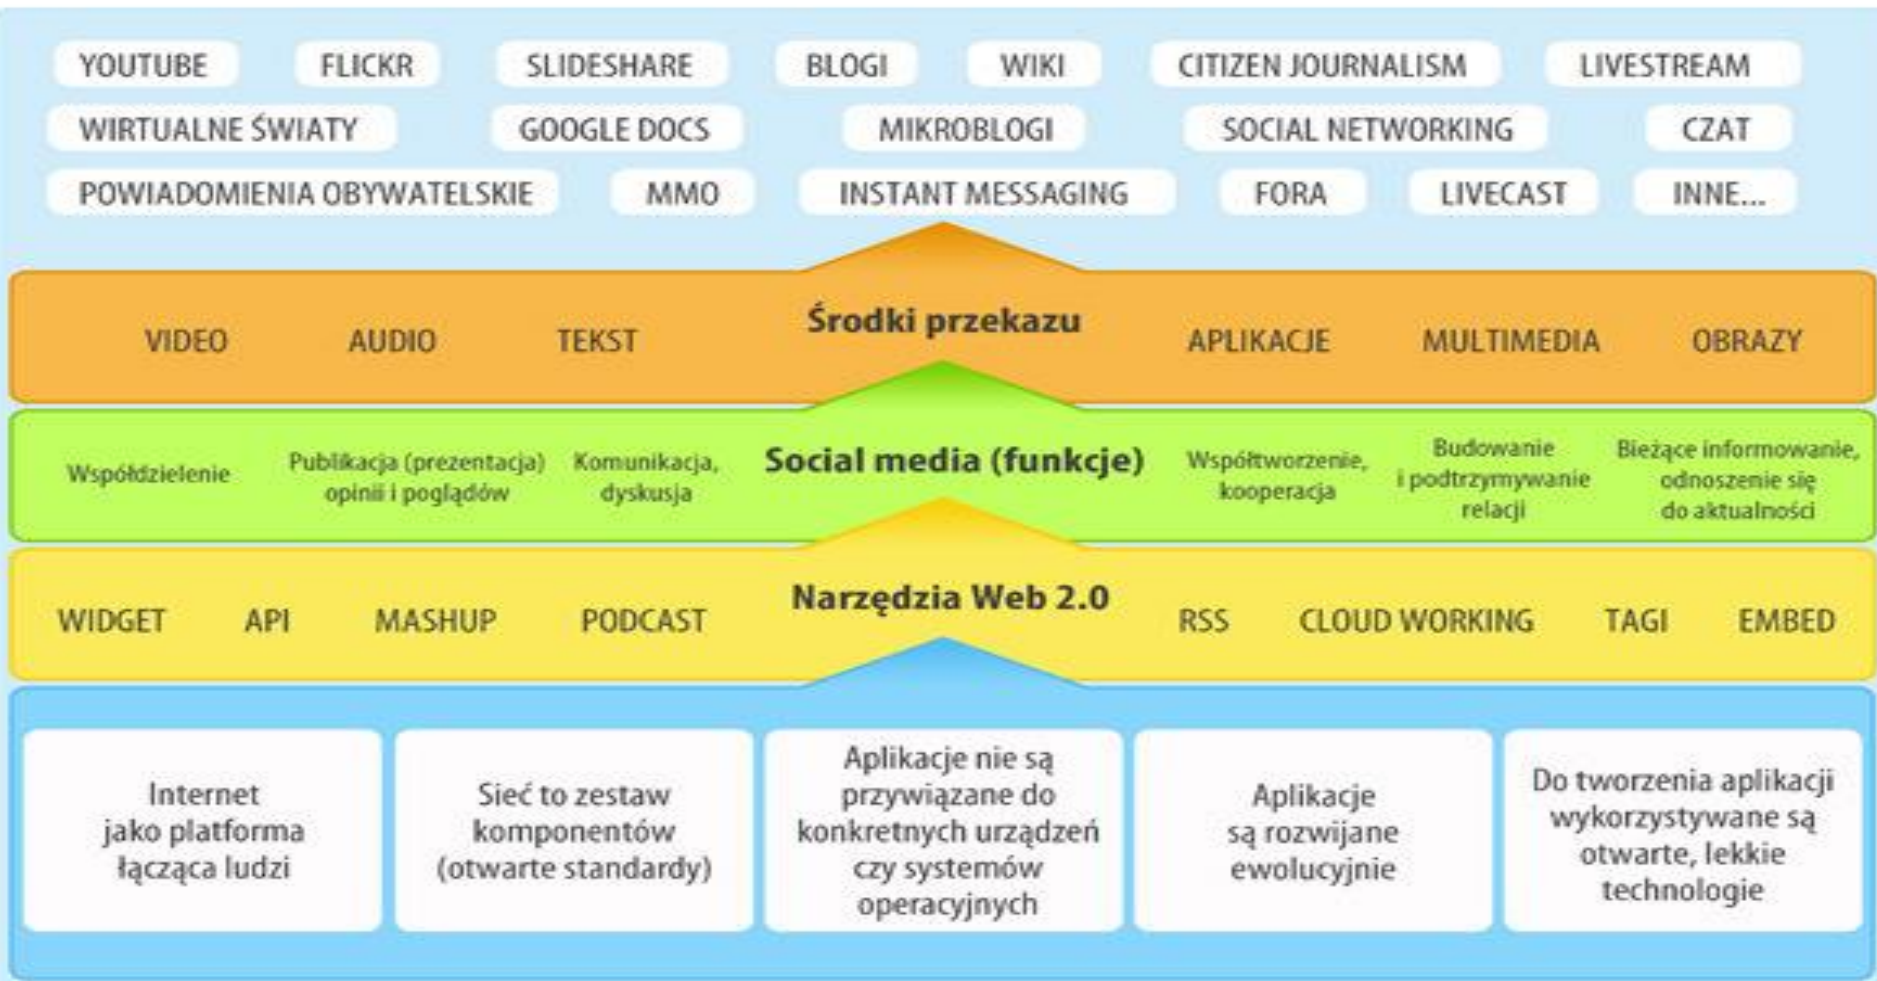 YOUTUBE FLICKR SLIDESHARE BLOGI WIKI CITIZEN JOURNALISM LIVESTREAM
WIRTUALNE ŚWIATY GOOGLE DOCS MIKROBLOGI SOCIAL NETWORKING CZAT
POWIADOMIENIA OBYWATELSKIE MMO INSTANT MESSAGING FORA LIVECAST INNE...
Środki przekazu
VIDEO AUDIO TEKST APLIKACJE MULTIMEDIA OBRAZY
Social media (funkcje)
Współdzielenie
Publikacja (prezentacja)
opinii i poglądów
Komunikacja,
dyskusja
Współtworzenie,
kooperacja
Budowanie
i podtrzymywanie
relacji
Bieżące informowanie,
odnoszenie się
do aktualności
Narzędzia Web 2.0
WIDGET API MASHUP PODCAST RSS CLOUD WORKING TAGI EMBED
Internet
jako platforma
łącząca ludzi
Sieć to zestaw
komponentów
(otwarte standardy)
Aplikacje nie są
przywiązane do
konkretnych urządzeń
czy systemów
operacyjnych
Aplikacje
są rozwijane
ewolucyjnie
Do tworzenia aplikacji
wykorzystywane są
otwarte, lekkie
technologie